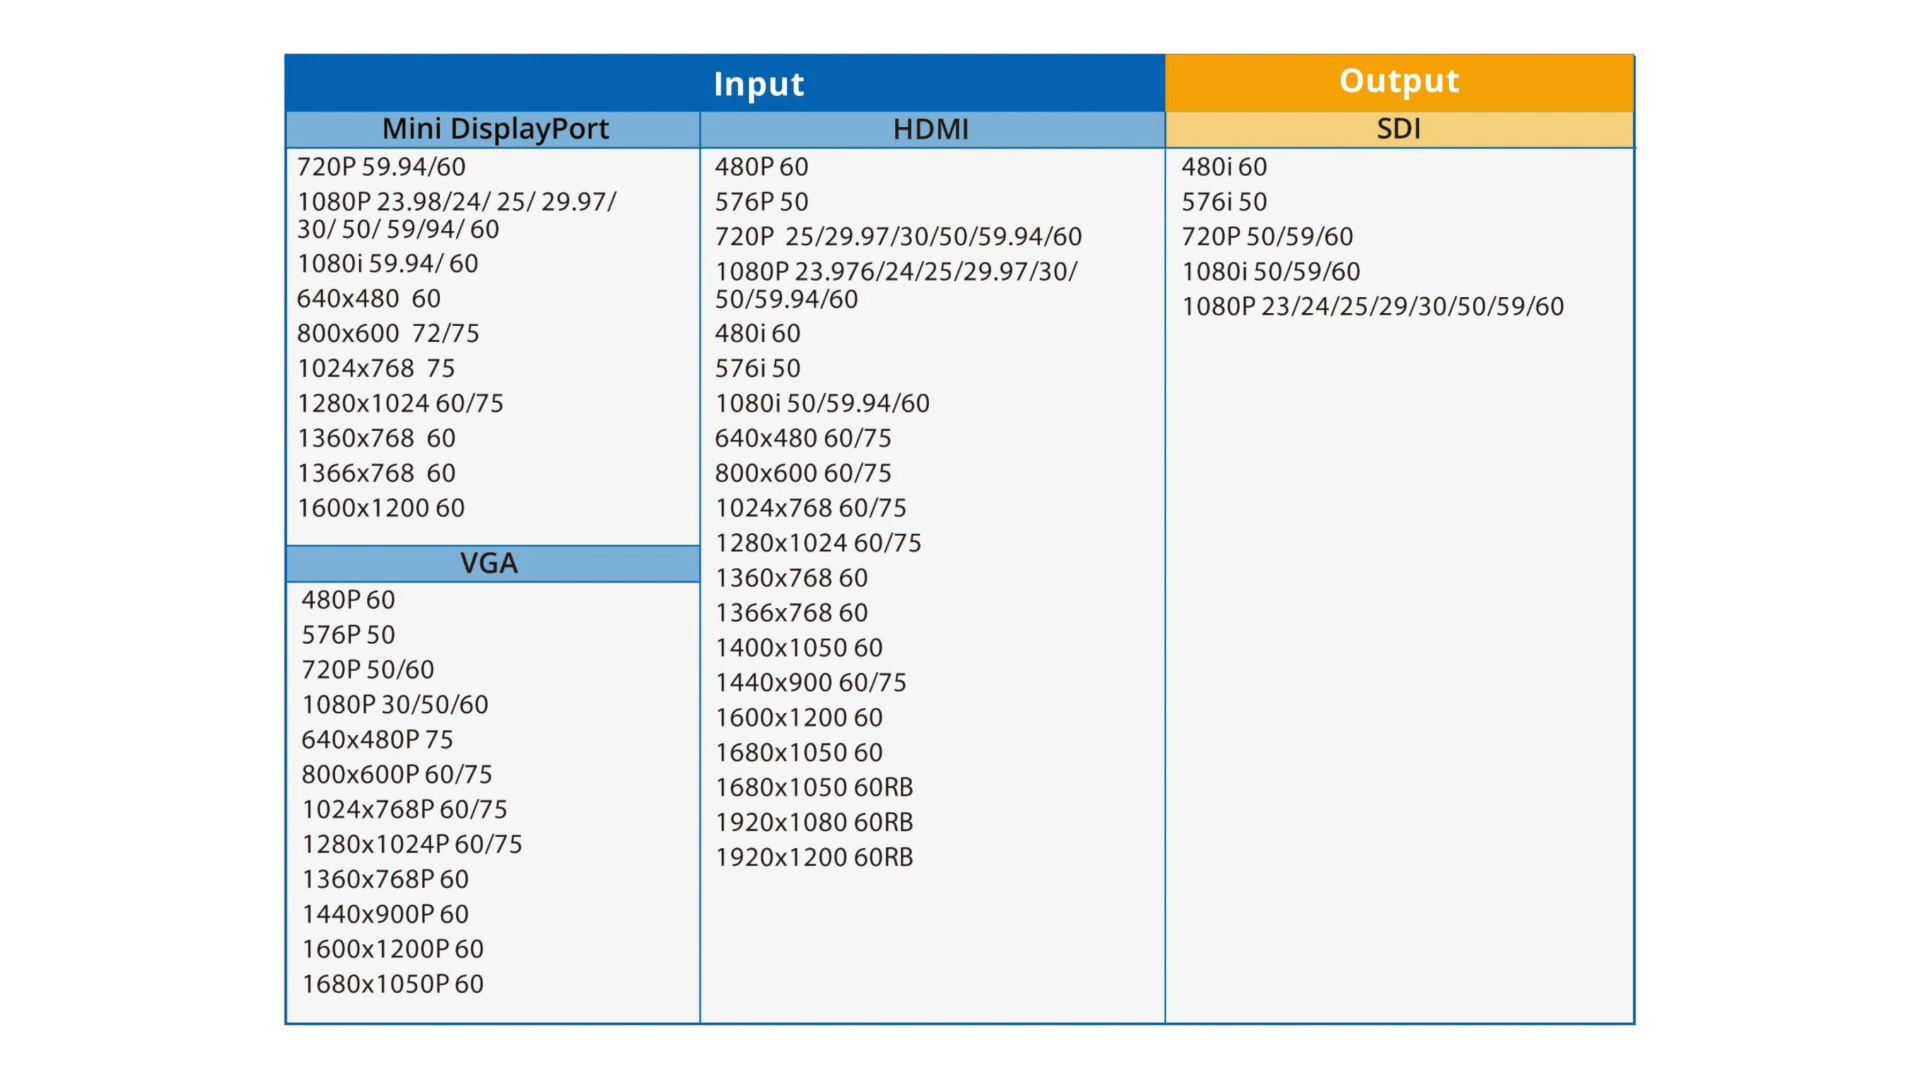 Input
Output
Mini DisplayPort
HDMI
SDI
720P 59.94/60
1080P 23.98/24/ 25/ 29.97/
30/ 50/ 59/94/ 60
1080i 59.94/ 60
640x480 60
800x600 72/75
1024x768 75
1280x1024 60/75
1360x768 60
1366x768 60
1600x1200 60
VGA
480P 60
576P 50
720P 50/60
1080P 30/50/60
640x480P 75
800x600P 60/75
1024x768P 60/75
1280x1024P 60/75
1360x768P 60
1440x900P 60
1600x1200P 60
1680x1050P 60
480P 60
576P 50
720P 25/29.97/30/50/59.94/60
1080P 23.976/24/25/29.97/30/
50/59.94/60
480i 60
576i 50
1080i 50/59.94/60
640x480 60/75
800x600 60/75
1024x768 60/75
1280x1024 60/75
1360x768 60
1366x768 60
1400x1050 60
1440x900 60/75
1600x1200 60
1680x1050 60
1680x1050 60RB
1920x1080 60RB
1920x1200 60RB
480i 60
576i 50
720P 50/59/60
1080i 50/59/60
1080P 23/24/25/29/30/50/59/60